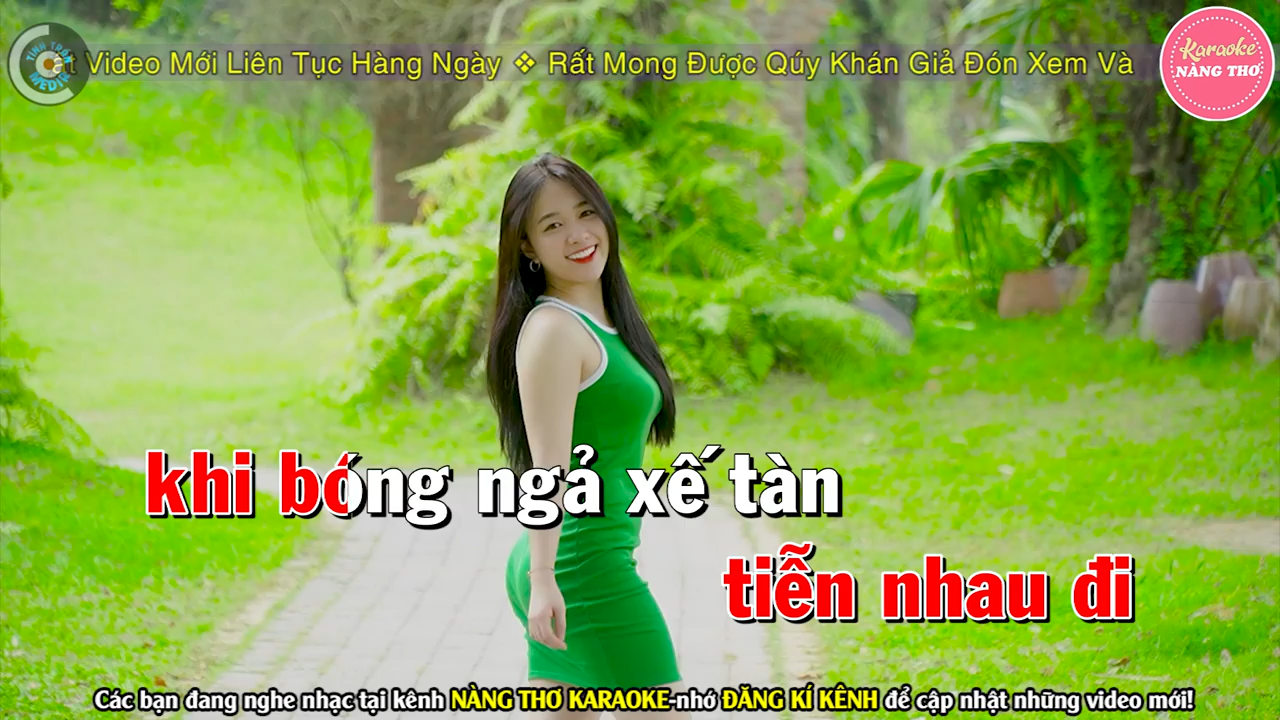 t Video Mới Liên Tục Hàng Ngày ❖ Rất Mong Được Qúy Khán Giả Đón Xem Và
Karaoke
NÀNG THƠ
khi bóng ngả xế tàn
tiễn nhau đi
Các bạn đang nghe nhạc tại kênh NÀNG THƠ KARAOKE-nhớ ĐĂNG KÍ KÊNH để cập nhật những video mới!